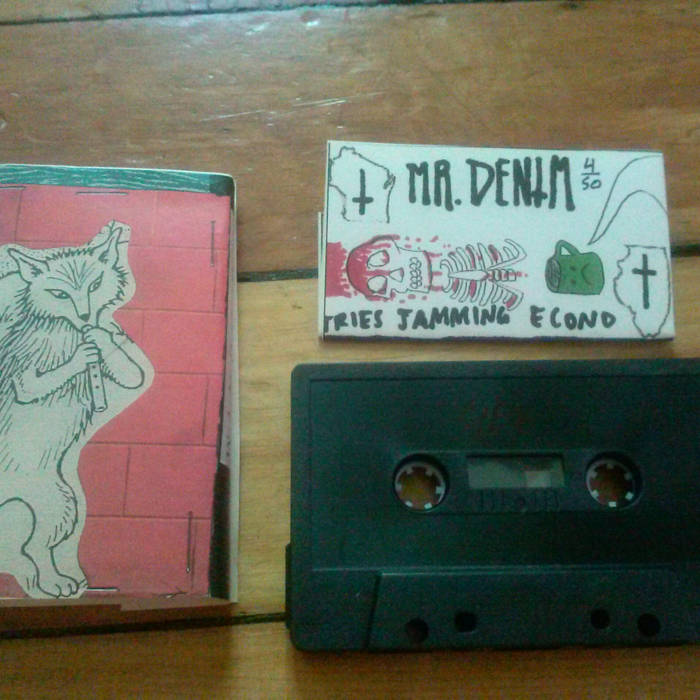 MR. DENIM
4/50
TRIES JAMMING ECONO